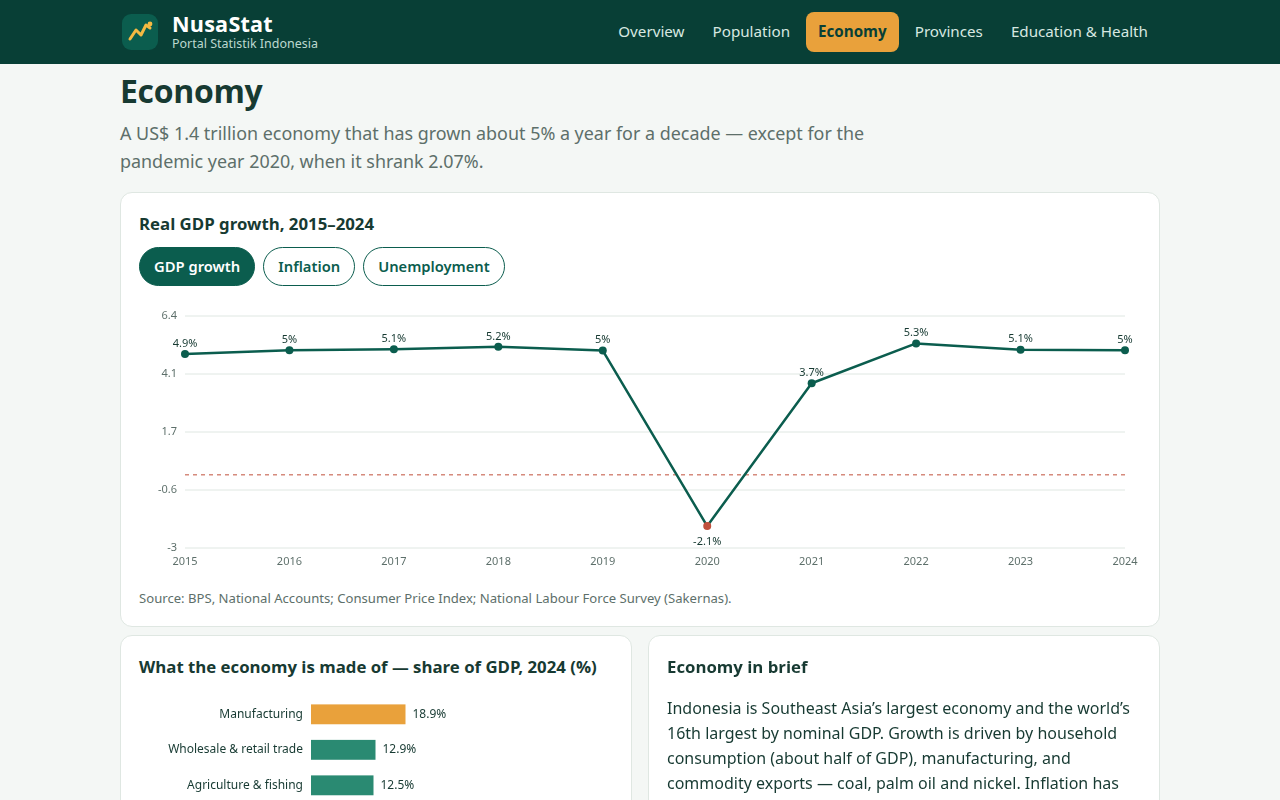 NusaStat
Portal Statistik Indonesia
Overview
Population
Economy
Provinces
Education & Health
Economy
A US$ 1.4 trillion economy that has grown about 5% a year for a decade — except for the
pandemic year 2020, when it shrank 2.07%.
Real GDP growth, 2015–2024
GDP growth
Inflation
Unemployment
6.4
4.1
1.7
-0.6
-3
4.9%
5%
5.1%
5.2%
5%
-2.1%
3.7%
5.3%
5.1%
5%
2015
2016
2017
2018
2019
2020
2021
2022
2023
2024
Source: BPS, National Accounts; Consumer Price Index; National Labour Force Survey (Sakernas).
What the economy is made of — share of GDP, 2024 (%)
Manufacturing 18.9%
Wholesale & retail trade 12.9%
Agriculture & fishing 12.5%
Economy in brief
Indonesia is Southeast Asia’s largest economy and the world’s
16th largest by nominal GDP. Growth is driven by household
consumption (about half of GDP), manufacturing, and
commodity exports — coal, palm oil and nickel. Inflation has